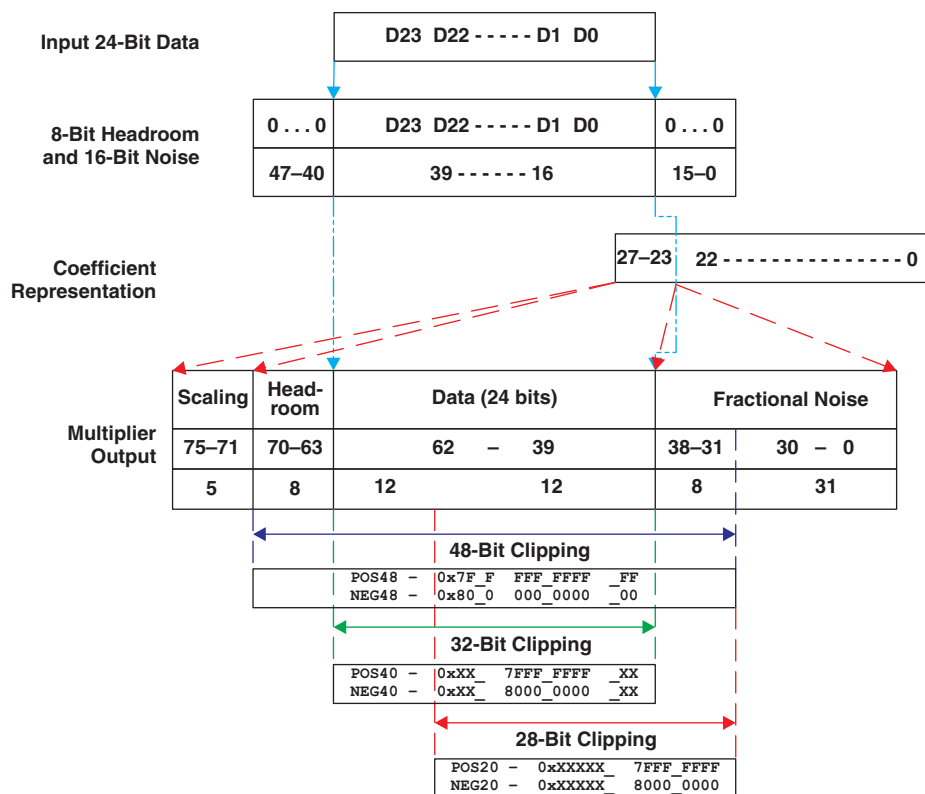 Input 24-Bit Data
D23 D22 - - - - - D1 D0
8-Bit Headroom
and 16-Bit Noise
0 . . . 0
D23 D22 - - - - - D1 D0
0 . . . 0
47–40
39 - - - - - - 16
15–0
Coefficient
Representation
27–23
22 - - - - - - - - - - - - - - - 0
Multiplier
Output
Scaling
Head-
room
Data (24 bits)
Fractional Noise
75–71
70–63
62 – 39
38–31
30 – 0
5
8
12
12
8
31
48-Bit Clipping
POS48 – 0x7F_F FFF_FFFF _FF
NEG48 – 0x80_0 000_0000 _00
32-Bit Clipping
POS40 – 0xXX_ 7FFF_FFFF _XX
NEG40 – 0xXX_ 8000_0000 _XX
28-Bit Clipping
POS20 – 0xXXXXX_ 7FFF_FFFF
NEG20 – 0xXXXXX_ 8000_0000